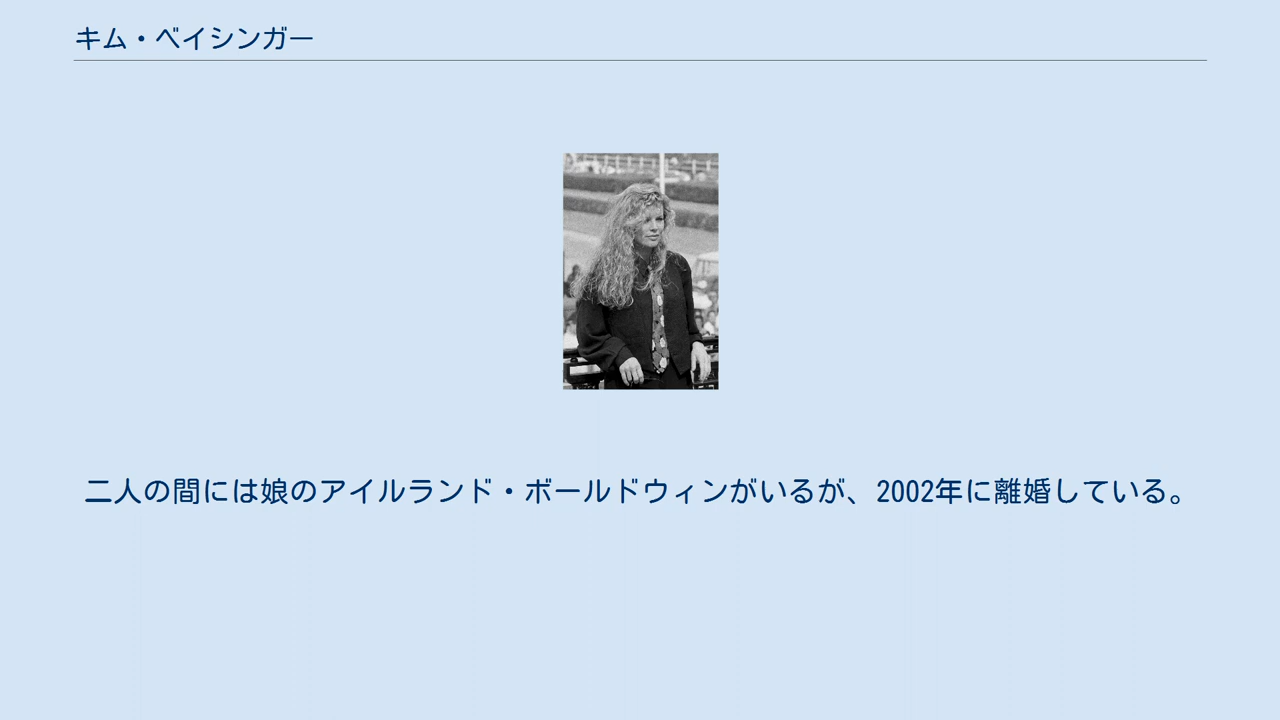 キム・ベイシンガー
二人の間には娘のアイルランド・ボールドウィンがいるが、2002年に離婚している。